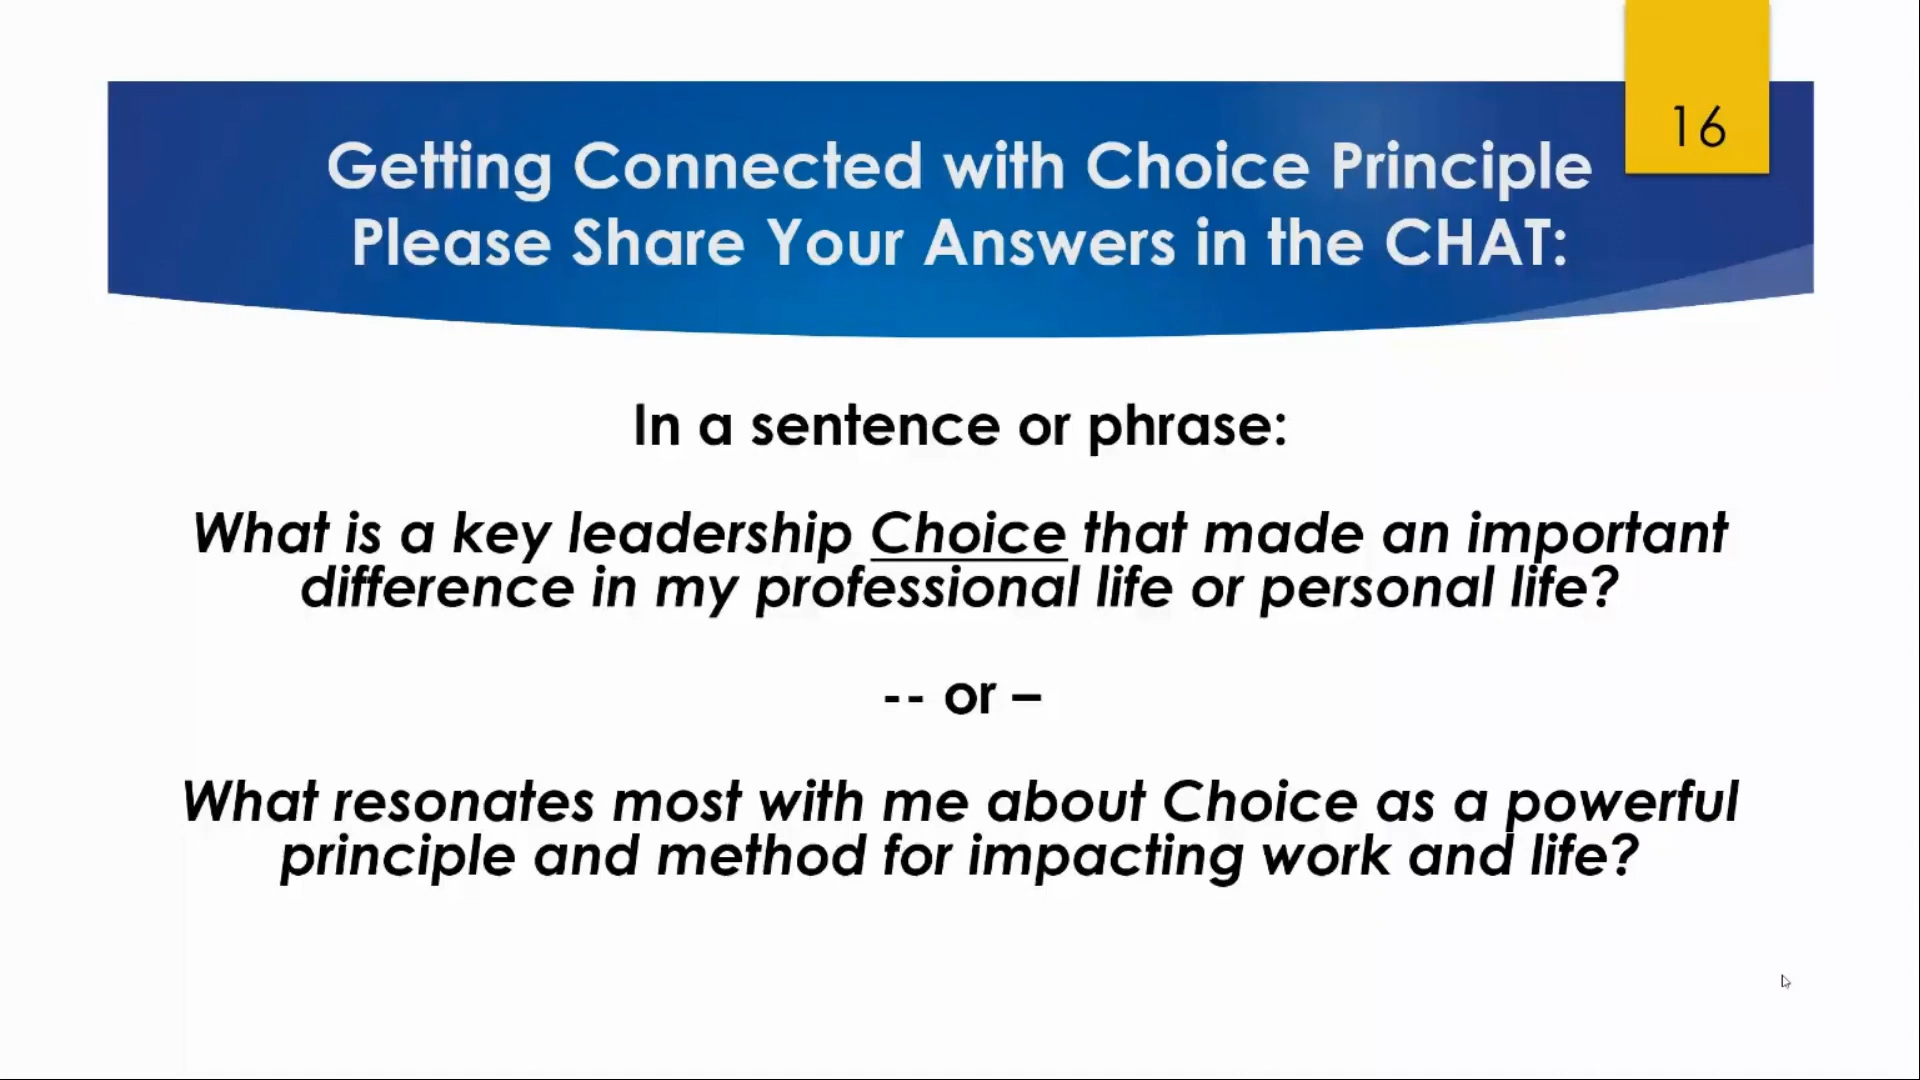 16
Getting Connected with Choice Principle
Please Share Your Answers in the CHAT:
In a sentence or phrase:
What is a key leadership Choice that made an important
difference in my professional life or personal life?
-- or –
What resonates most with me about Choice as a powerful
principle and method for impacting work and life?